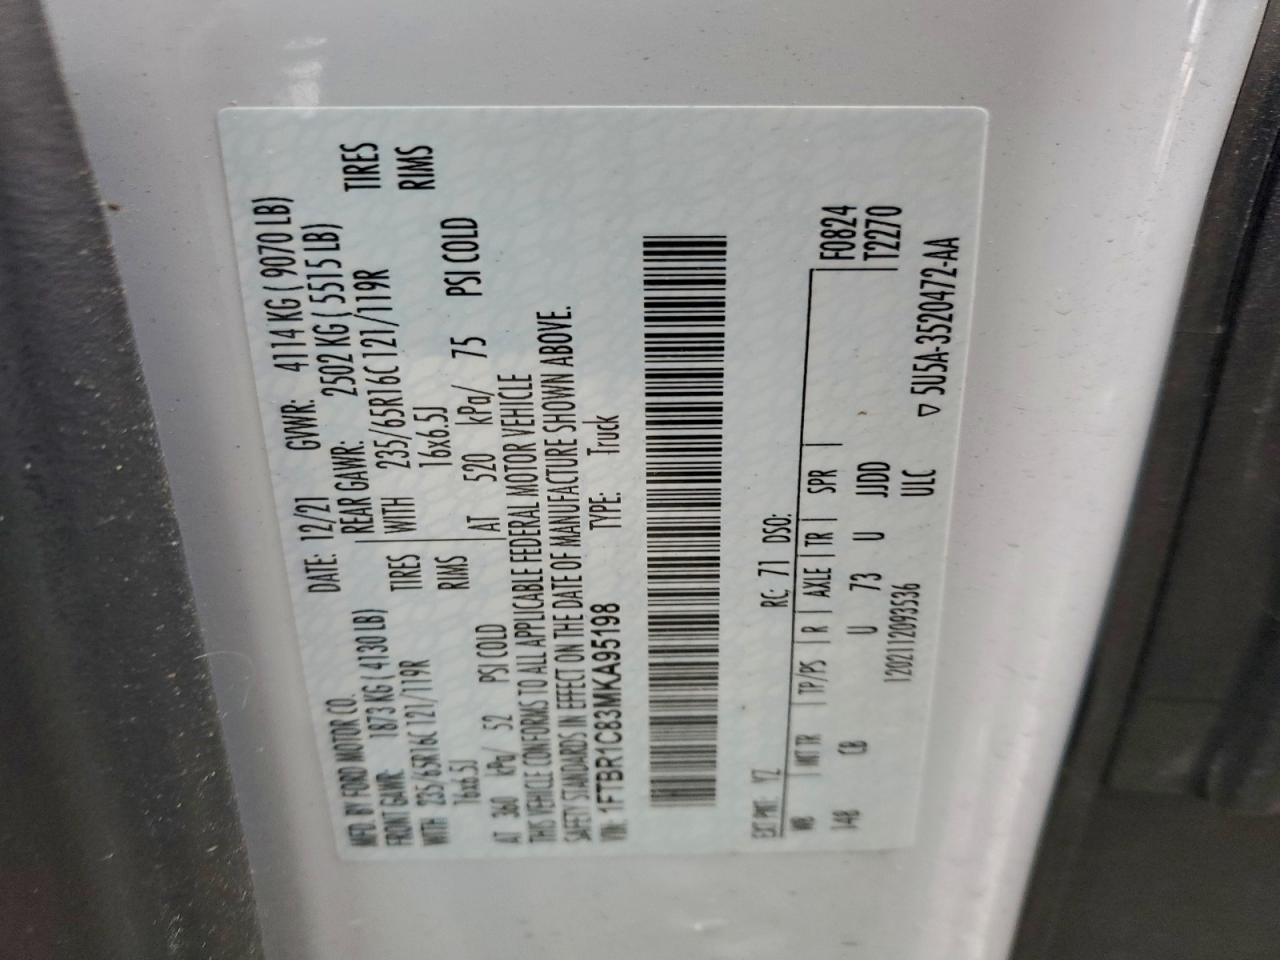 MFD. BY FORD MOTOR CO.
DATE: 12/21 GVWR: 4114 KG ( 9070 LB)
FRONT GAWR: 1873 KG ( 4130 LB) REAR GAWR: 2502 KG ( 5515 LB)
WITH 235/65R16C 121/119R TIRES WITH 235/65R16C 121/119R TIRES
16x6.5J RIMS 16x6.5J RIMS
AT 360 kPa/ 52 PSI COLD AT 520 kPa/ 75 PSI COLD
THIS VEHICLE CONFORMS TO ALL APPLICABLE FEDERAL MOTOR VEHICLE
SAFETY STANDARDS IN EFFECT ON THE DATE OF MANUFACTURE SHOWN ABOVE.
VIN: 1FTBR1C83MKA95198 TYPE: Truck
EXT PNT: YZ RC: 71 DSO:
WB INT TR TP/PS R AXLE TR SPR F0824
148 CB U 73 U JJDD T2270
1202112093536 ULC
▽ 5U5A-3520472-AA